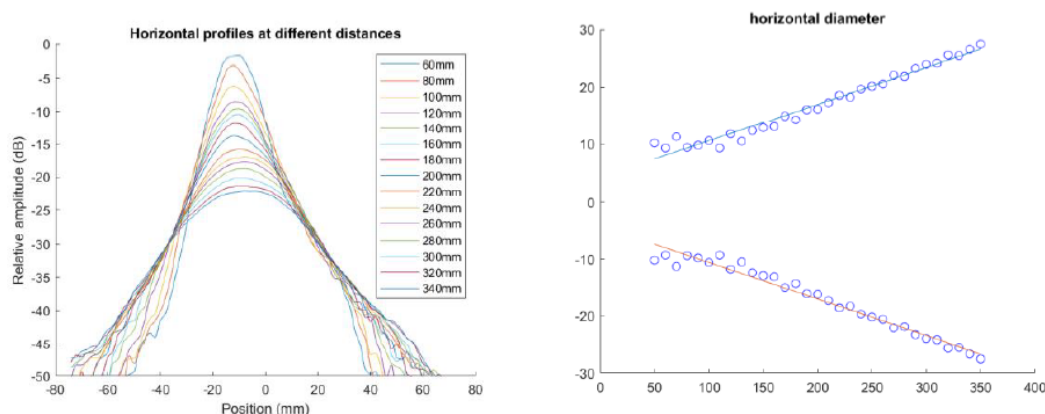 Horizontal profiles at different distances
0
-5
-10
-15
-20
-25
-30
-35
-40
-45
-50
Relative amplitude (dB)
-80
-60
-40
-20
0
20
40
60
80
Position (mm)
60mm
80mm
100mm
120mm
140mm
160mm
180mm
200mm
220mm
240mm
260mm
280mm
300mm
320mm
340mm
horizontal diameter
30
20
10
0
-10
-20
-30
0
50
100
150
200
250
300
350
400